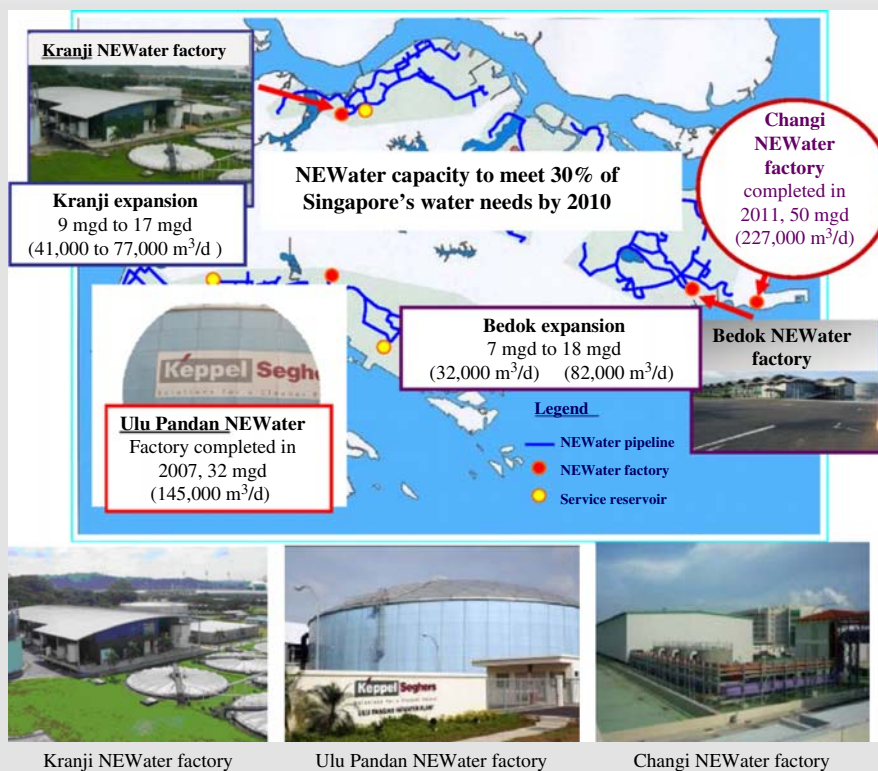 Kranji NEWater factory
Kranji expansion
9 mgd to 17 mgd
(41,000 to 77,000 m³/d )
NEWater capacity to meet 30% of
Singapore's water needs by 2010
Changi
NEWater
factory
completed in
2011, 50 mgd
(227,000 m³/d)
Keppel Seghe
Ulu Pandan NEWater
Factory completed in
2007, 32 mgd
(145,000 m³/d)
Bedok expansion
7 mgd to 18 mgd
(32,000 m³/d) (82,000 m³/d)
Bedok NEWater
factory
Legend
NEWater pipeline
NEWater factory
Service reservoir
Keppel Seghers
ULU PANDAN NEWATER PLANT
Kranji NEWater factory
Ulu Pandan NEWater factory
Changi NEWater factory